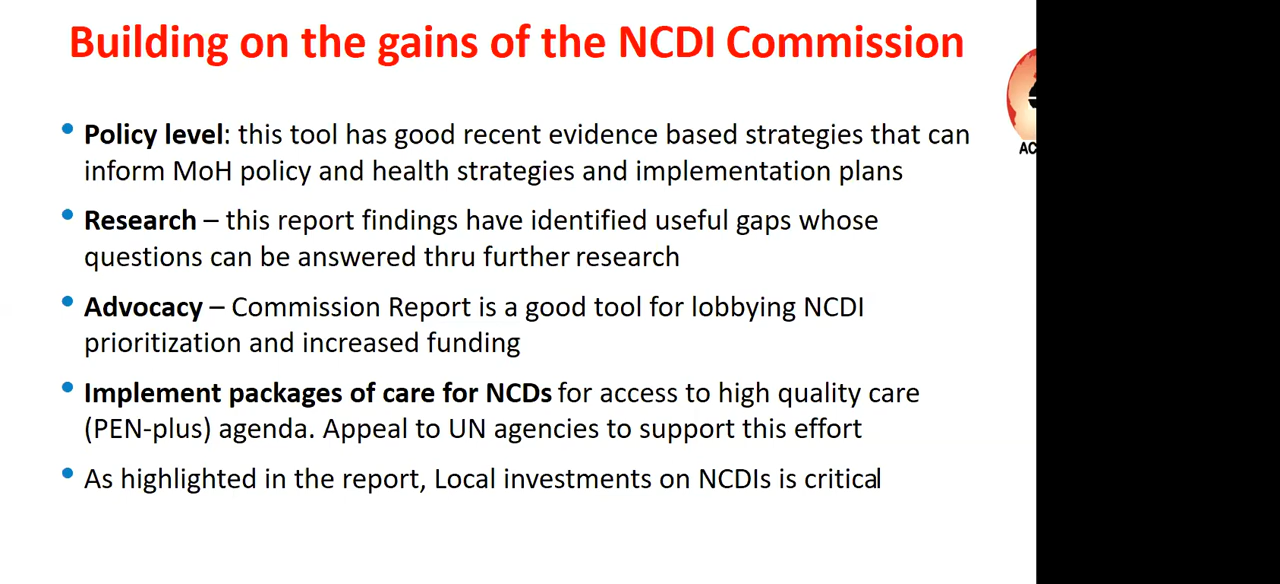 Building on the gains of the NCDI Commission
• Policy level: this tool has good recent evidence based strategies that can
inform MoH policy and health strategies and implementation plans
• Research – this report findings have identified useful gaps whose
questions can be answered thru further research
• Advocacy – Commission Report is a good tool for lobbying NCDI
prioritization and increased funding
• Implement packages of care for NCDs for access to high quality care
(PEN-plus) agenda. Appeal to UN agencies to support this effort
• As highlighted in the report, Local investments on NCDIs is critical